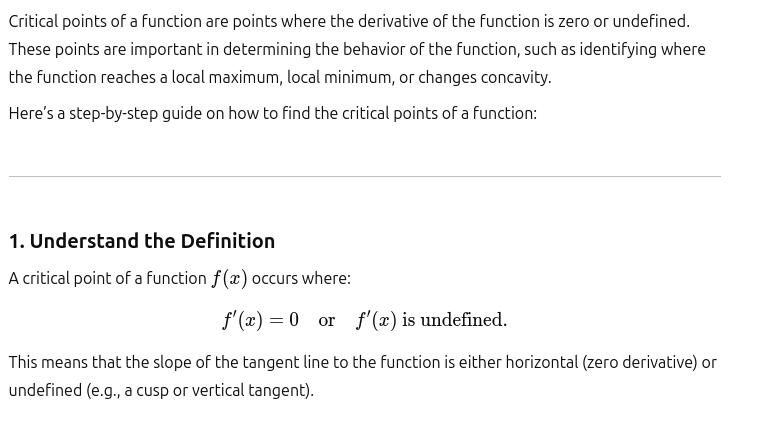 Critical points of a function are points where the derivative of the function is zero or undefined.
These points are important in determining the behavior of the function, such as identifying where
the function reaches a local maximum, local minimum, or changes concavity.
Here’s a step-by-step guide on how to find the critical points of a function:
1. Understand the Definition
A critical point of a function f(x) occurs where:
f′(x) = 0 or f′(x) is undefined.
This means that the slope of the tangent line to the function is either horizontal (zero derivative) or
undefined (e.g., a cusp or vertical tangent).